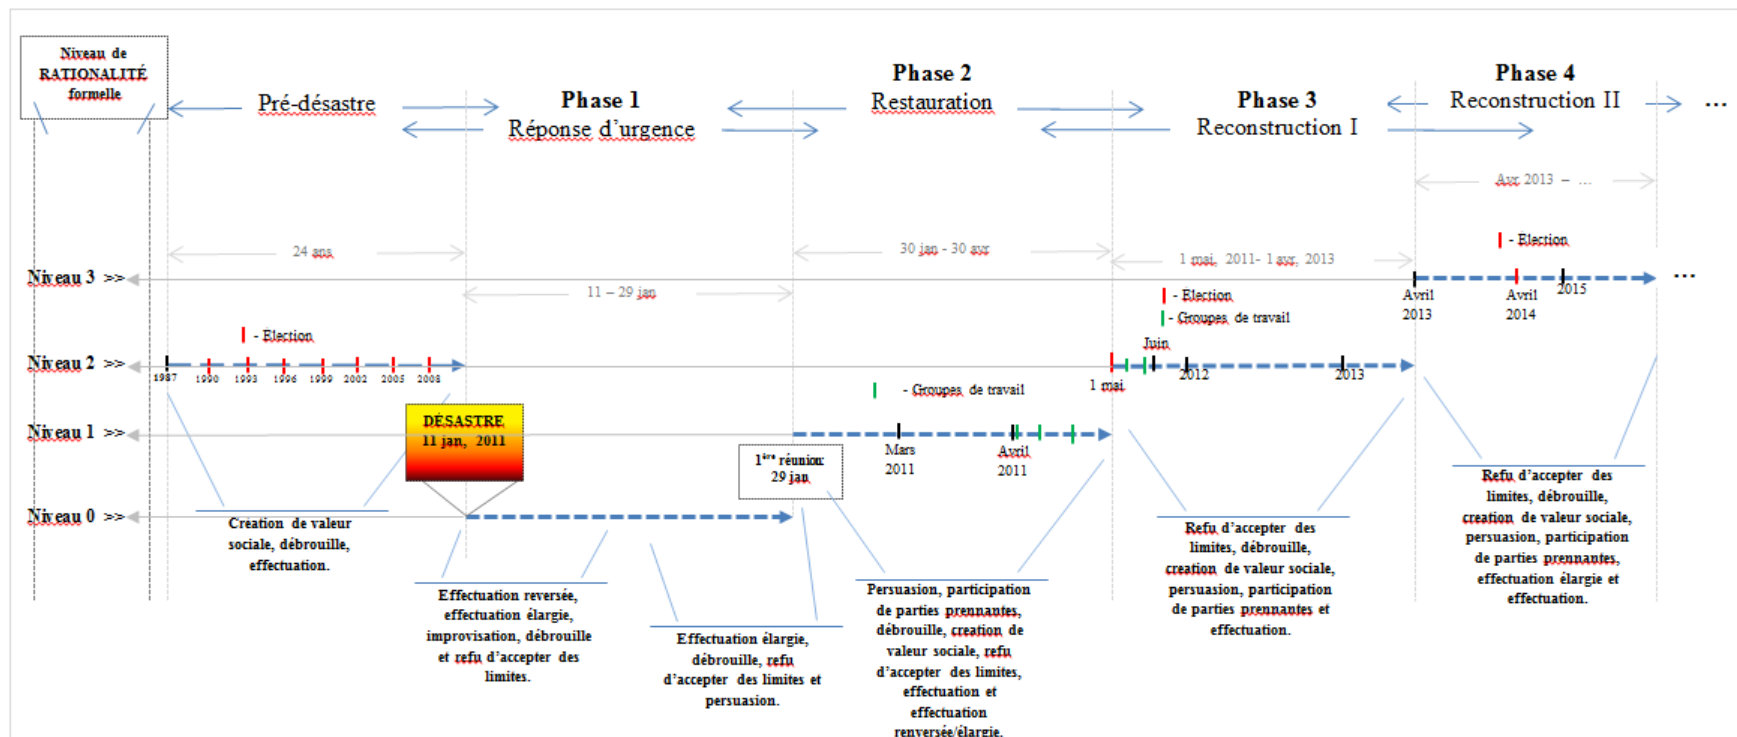 Niveau de
RATIONALITÉ
formelle
Pré-désastre
Phase 1
Réponse d’urgence
Phase 2
Restauration
Phase 3
Reconstruction I
Phase 4
Reconstruction II
...
Avr 2013 – ...
24 ans
11 – 29 jan
30 jan - 30 avr
1 mai, 2011- 1 avr, 2013
Niveau 3 >>
- Élection
Avril
2013
Avril
2014
2015
...
- Élection
- Groupes de travail
Niveau 2 >>
- Élection
1987
1990
1993
1996
1999
2002
2005
2008
1 mai
Juin
2012
2013
- Groupes de travail
Niveau 1 >>
DÉSASTRE
11 jan, 2011
Mars
2011
Avril
2011
1ère réunion:
29 jan
Niveau 0 >>
Création de valeur
sociale, débrouille,
effectuation.
Effectuation reversée,
effectuation élargie,
improvisation, débrouille
et refu d’accepter des
limites.
Effectuation élargie,
débrouille, refu
d’accepter des limites et
persuasion.
Persuasion, participation
de parties prennantes,
débrouille, creation de
valeur sociale, refu
d’accepter des limites,
effectuation et
effectuation
renversée/élargie.
Refu d’accepter des
limites, débrouille,
creation de valeur sociale,
persuasion, participation
de parties prennantes et
effectuation.
Refu d’accepter des
limites, débrouille,
creation de valeur sociale,
persuasion, participation
de parties prennantes,
effectuation élargie et
effectuation.